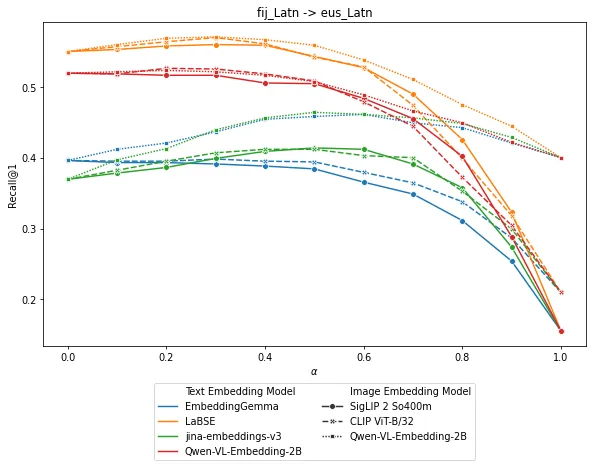 fij_Latn -> eus_Latn
Recall@1
0.5
0.4
0.3
0.2
0.0 0.2 0.4 0.6 0.8 1.0
α
Text Embedding Model Image Embedding Model
EmbeddingGemma SigLIP 2 So400m
LaBSE CLIP ViT-B/32
jina-embeddings-v3 Qwen-VL-Embedding-2B
Qwen-VL-Embedding-2B